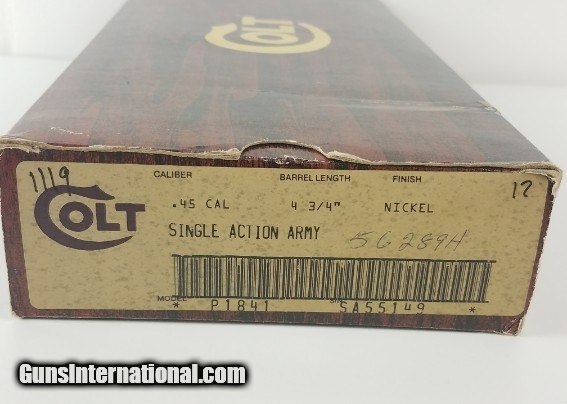 COLT
1119
CALIBER BARREL LENGTH FINISH
12
COLT
.45 CAL 4 3/4" NICKEL
SINGLE ACTION ARMY
MODEL
* P1841 SA55149 *
GunsInternational.com